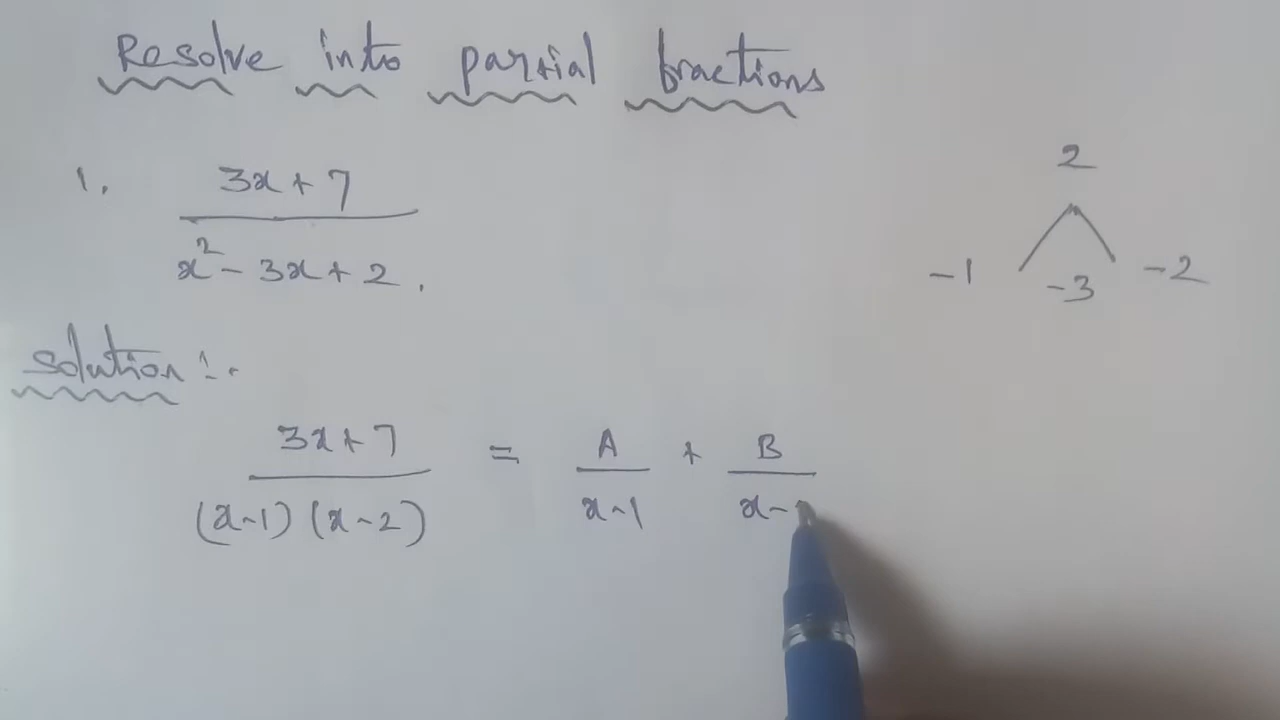 Resolve into partial fractions
1. 3x + 7
x² - 3x + 2.
2
-1 -3 -2
Solution :-
3x + 7 = A + B
(x-1) (x-2) x-1 x-